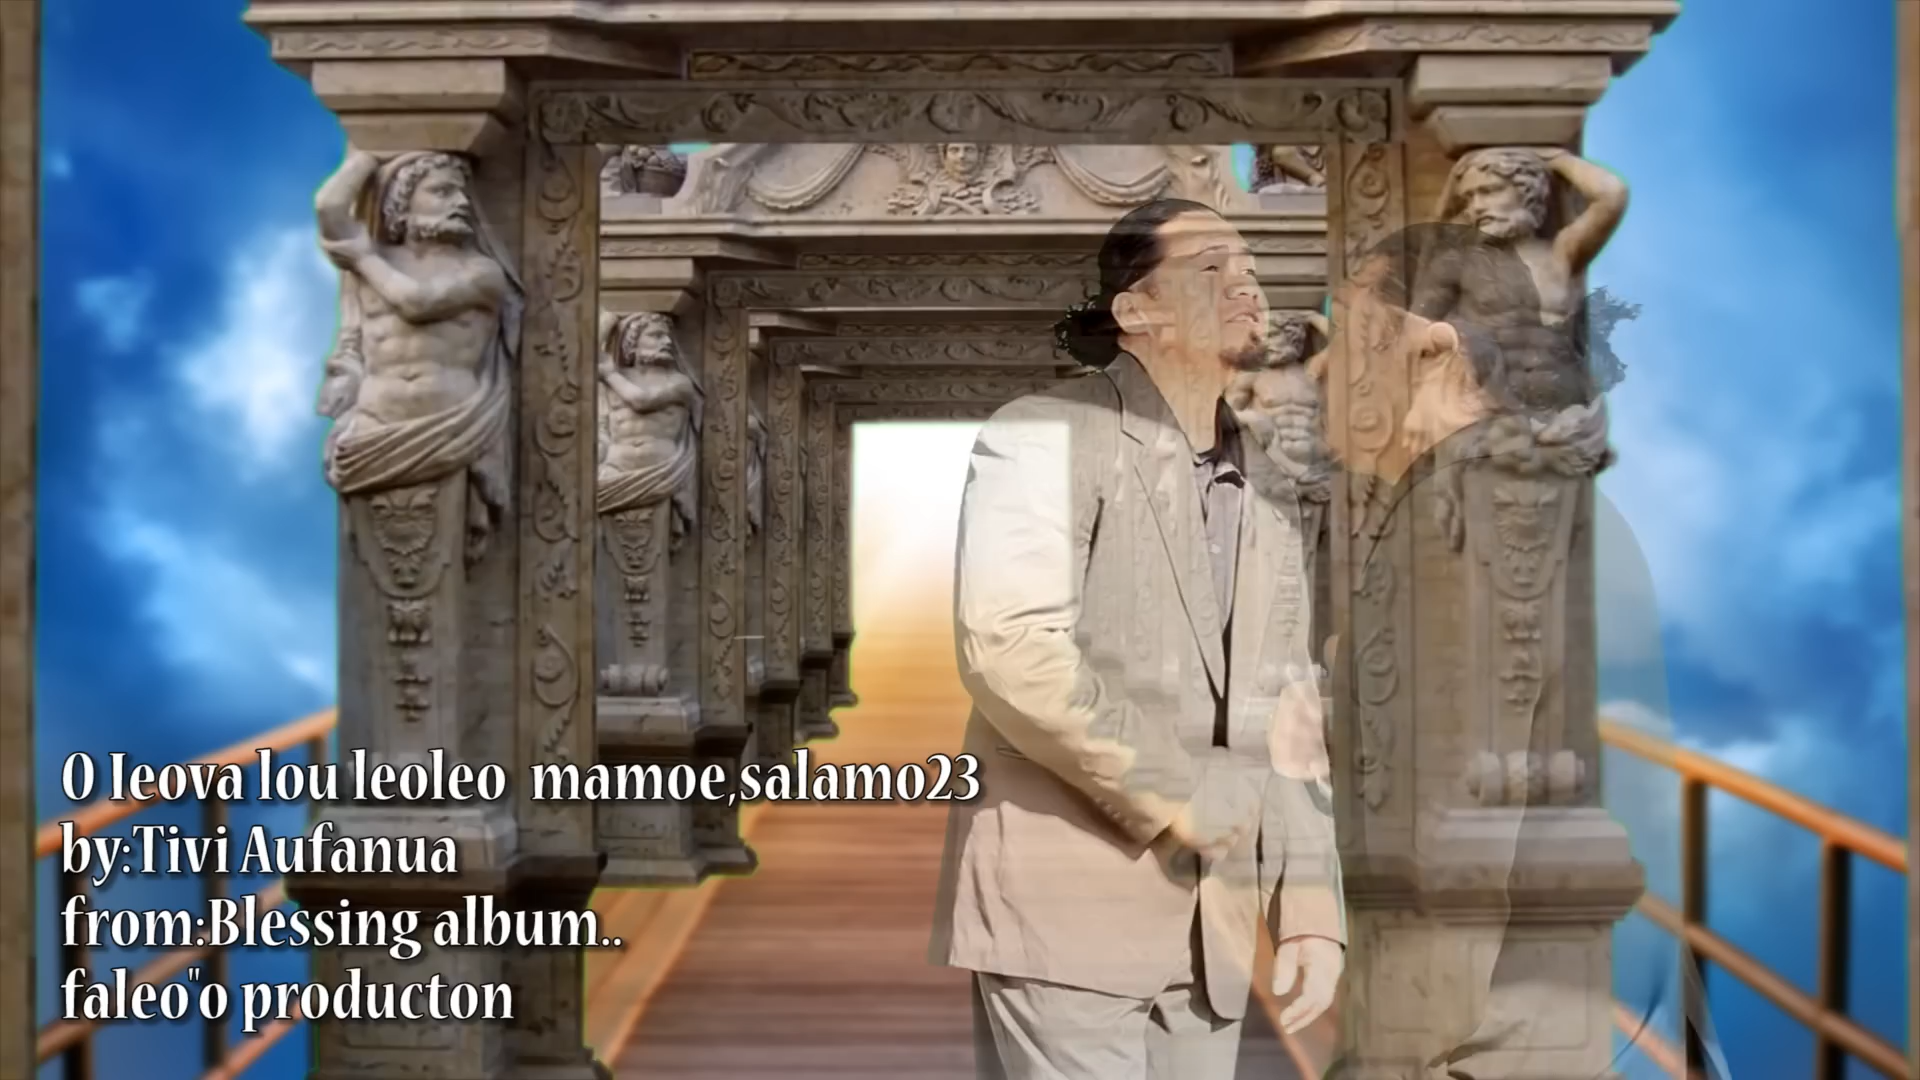 O Ieova lou leoleo  mamoe,salamo23
by:Tivi Aufanua
from:Blessing album..
faleo"o producton